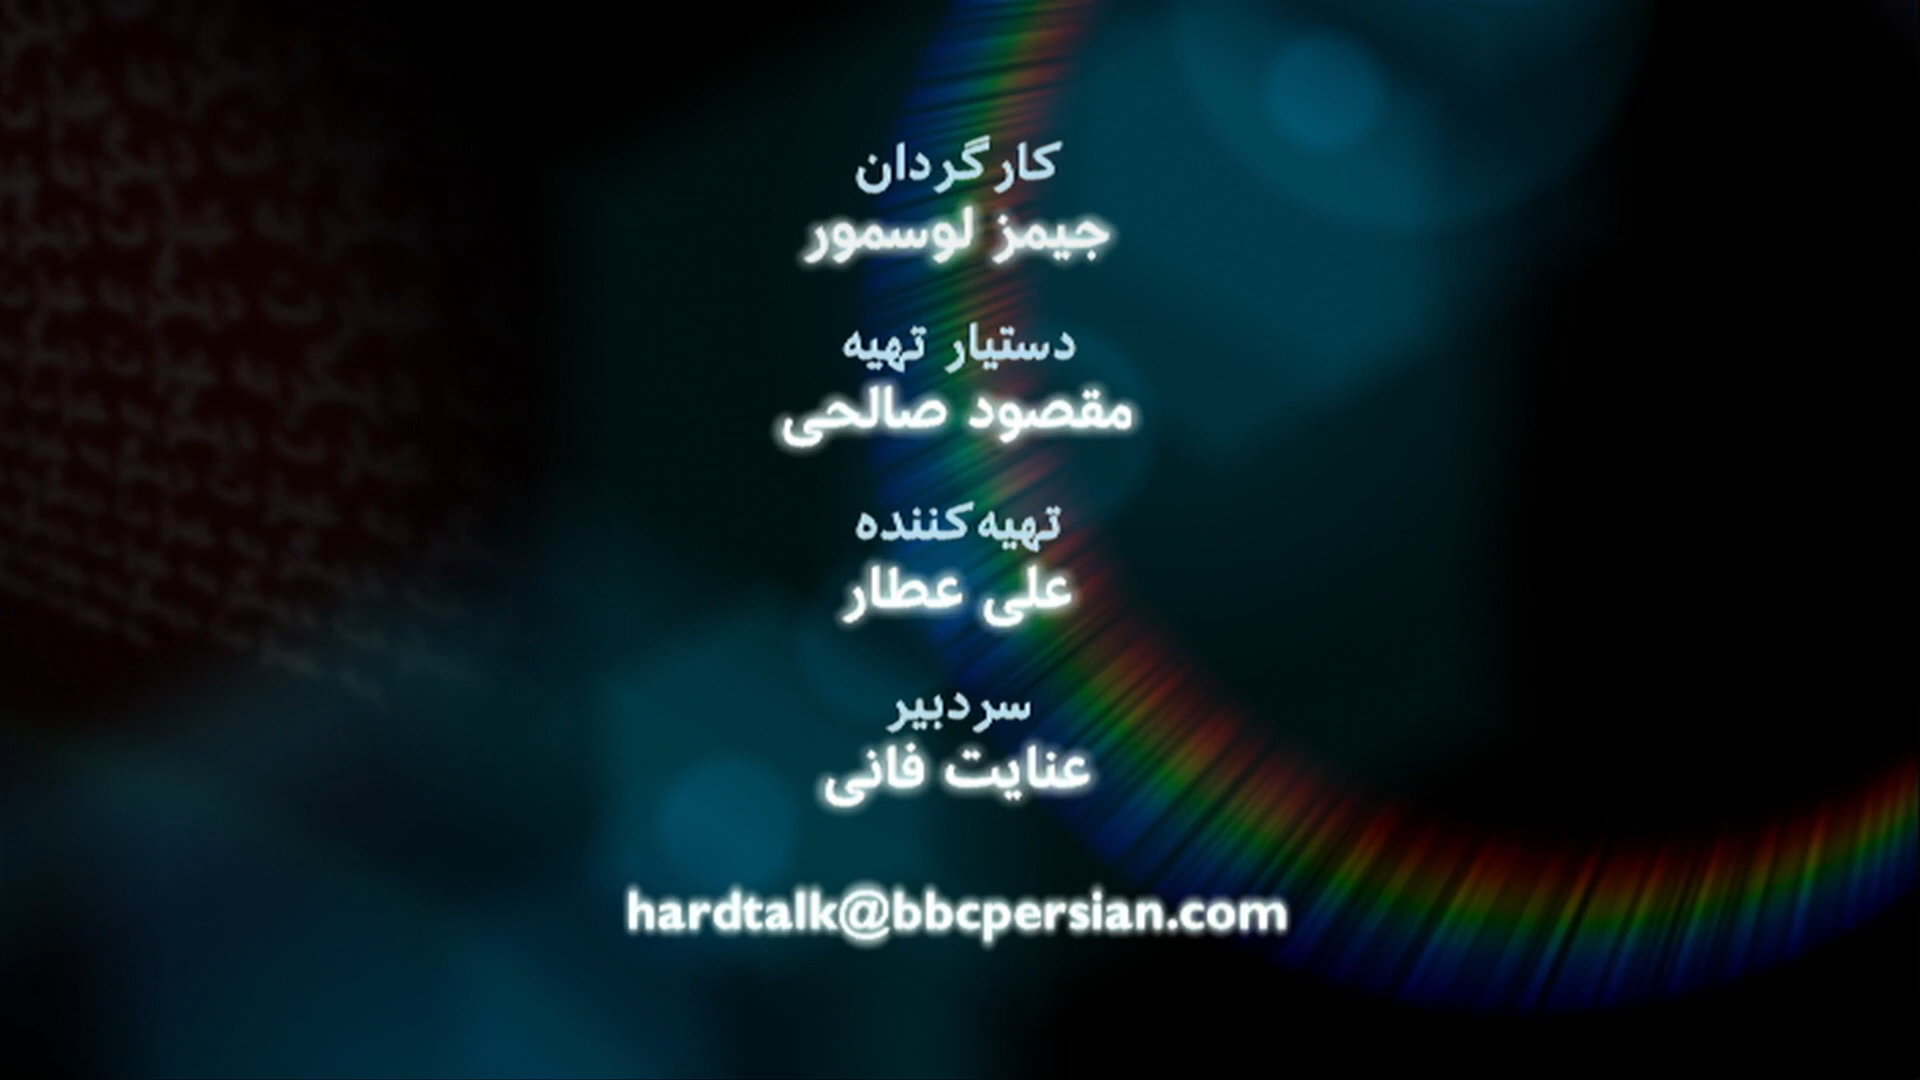 کارگردان
جیمز لوسمور
دستیار تهیه
مقصود صالحی
تهیه کننده
علی عطار
سردبیر
عنایت فانی
hardtalk@bbcpersian.com